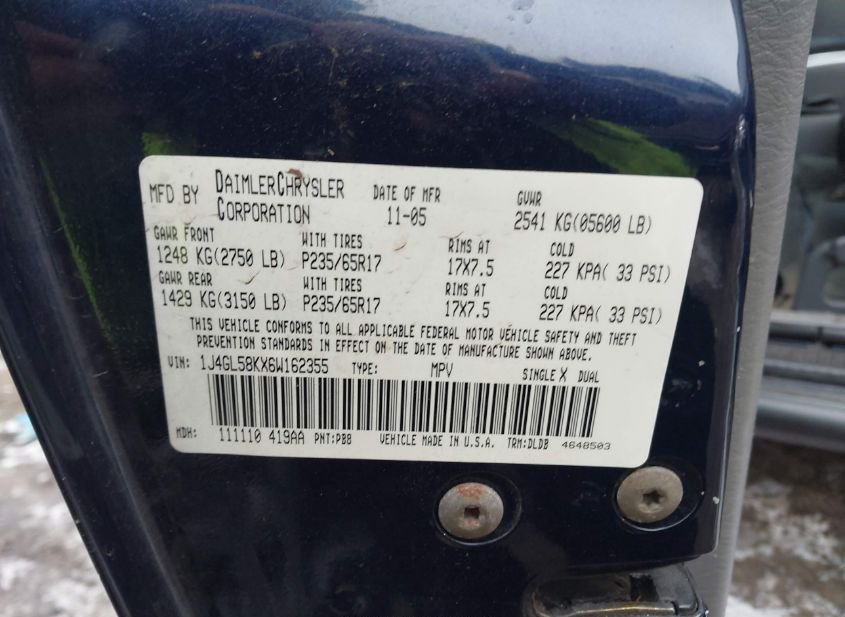 MFD BY DAIMLERCHRYSLER CORPORATION DATE OF MFR 11-05 GVWR 2541 KG(05600 LB)
GAWR FRONT WITH TIRES RIMS AT COLD
1248 KG(2750 LB) P235/65R17 17X7.5 227 KPA( 33 PSI)
GAWR REAR WITH TIRES RIMS AT COLD
1429 KG(3150 LB) P235/65R17 17X7.5 227 KPA( 33 PSI)
THIS VEHICLE CONFORMS TO ALL APPLICABLE FEDERAL MOTOR VEHICLE SAFETY AND THEFT
PREVENTION STANDARDS IN EFFECT ON THE DATE OF MANUFACTURE SHOWN ABOVE.
VIN: 1J4GL58KX6W162355 TYPE: MPV SINGLE X DUAL
MDH: 111110 419AA PNT:PB8 VEHICLE MADE IN U.S.A. TRM:DLDB 4648503